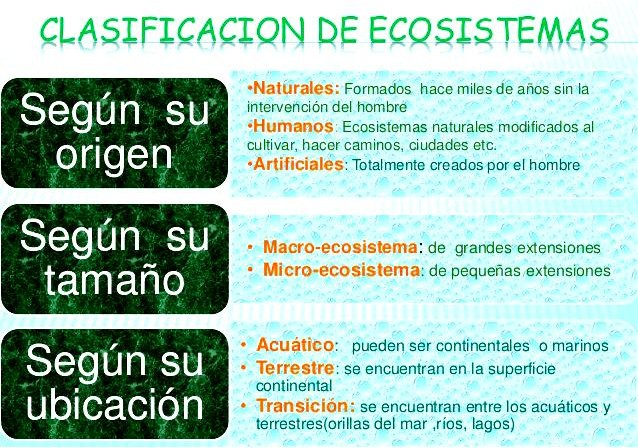 CLASIFICACION DE ECOSISTEMAS
Según su
origen
•Naturales: Formados hace miles de años sin la
intervención del hombre
•Humanos: Ecosistemas naturales modificados al
cultivar, hacer caminos, ciudades etc.
•Artificiales: Totalmente creados por el hombre
Según su
tamaño
• Macro-ecosistema: de grandes extensiones
• Micro-ecosistema: de pequeñas extensiones
Según su
ubicación
• Acuático: pueden ser continentales o marinos
• Terrestre: se encuentran en la superficie
continental
• Transición: se encuentran entre los acuáticos y
terrestres(orillas del mar ,ríos, lagos)